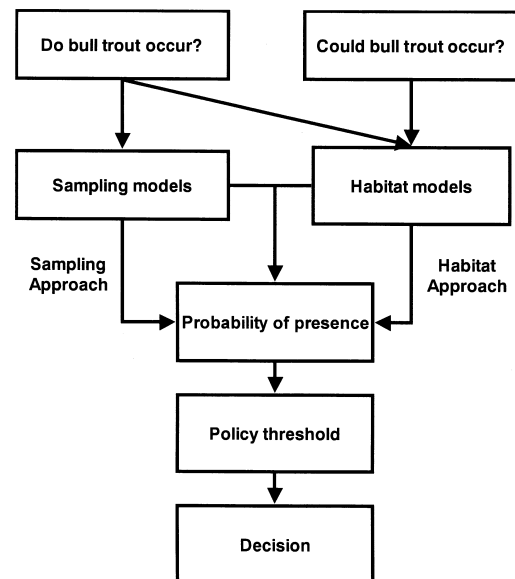 Do bull trout occur?
Could bull trout occur?
Sampling models
Habitat models
Sampling
Approach
Habitat
Approach
Probability of presence
Policy threshold
Decision